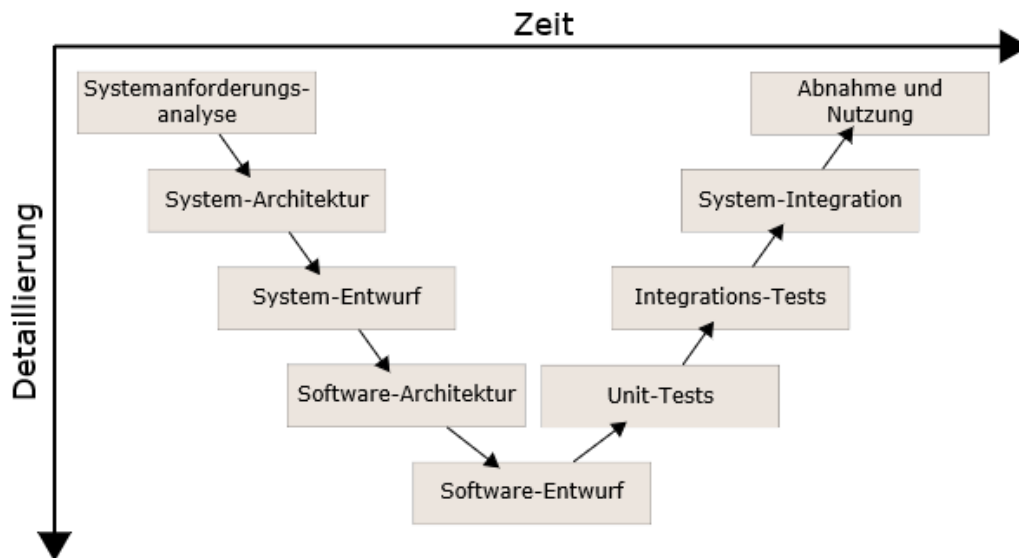 Zeit
Detaillierung
Systemanforderungs-
analyse
System-Architektur
System-Entwurf
Software-Architektur
Software-Entwurf
Unit-Tests
Integrations-Tests
System-Integration
Abnahme und
Nutzung